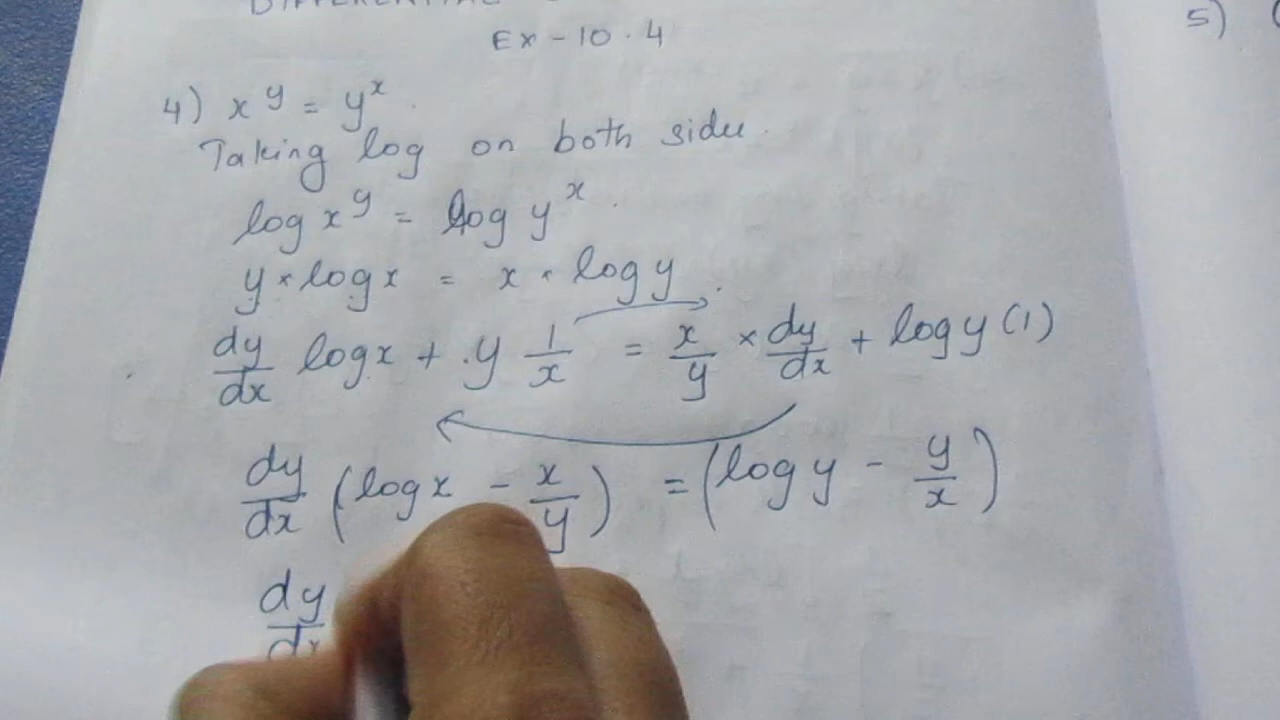 Ex - 10.4
5)
4) x^y = y^x.
Taking log on both side.
log x^y = log y^x.
y × log x = x × log y.
dy/dx log x + .y 1/x = x/y × dy/dx + log y (1)
dy/dx (log x - x/y) = (log y - y/x)
dy/dx